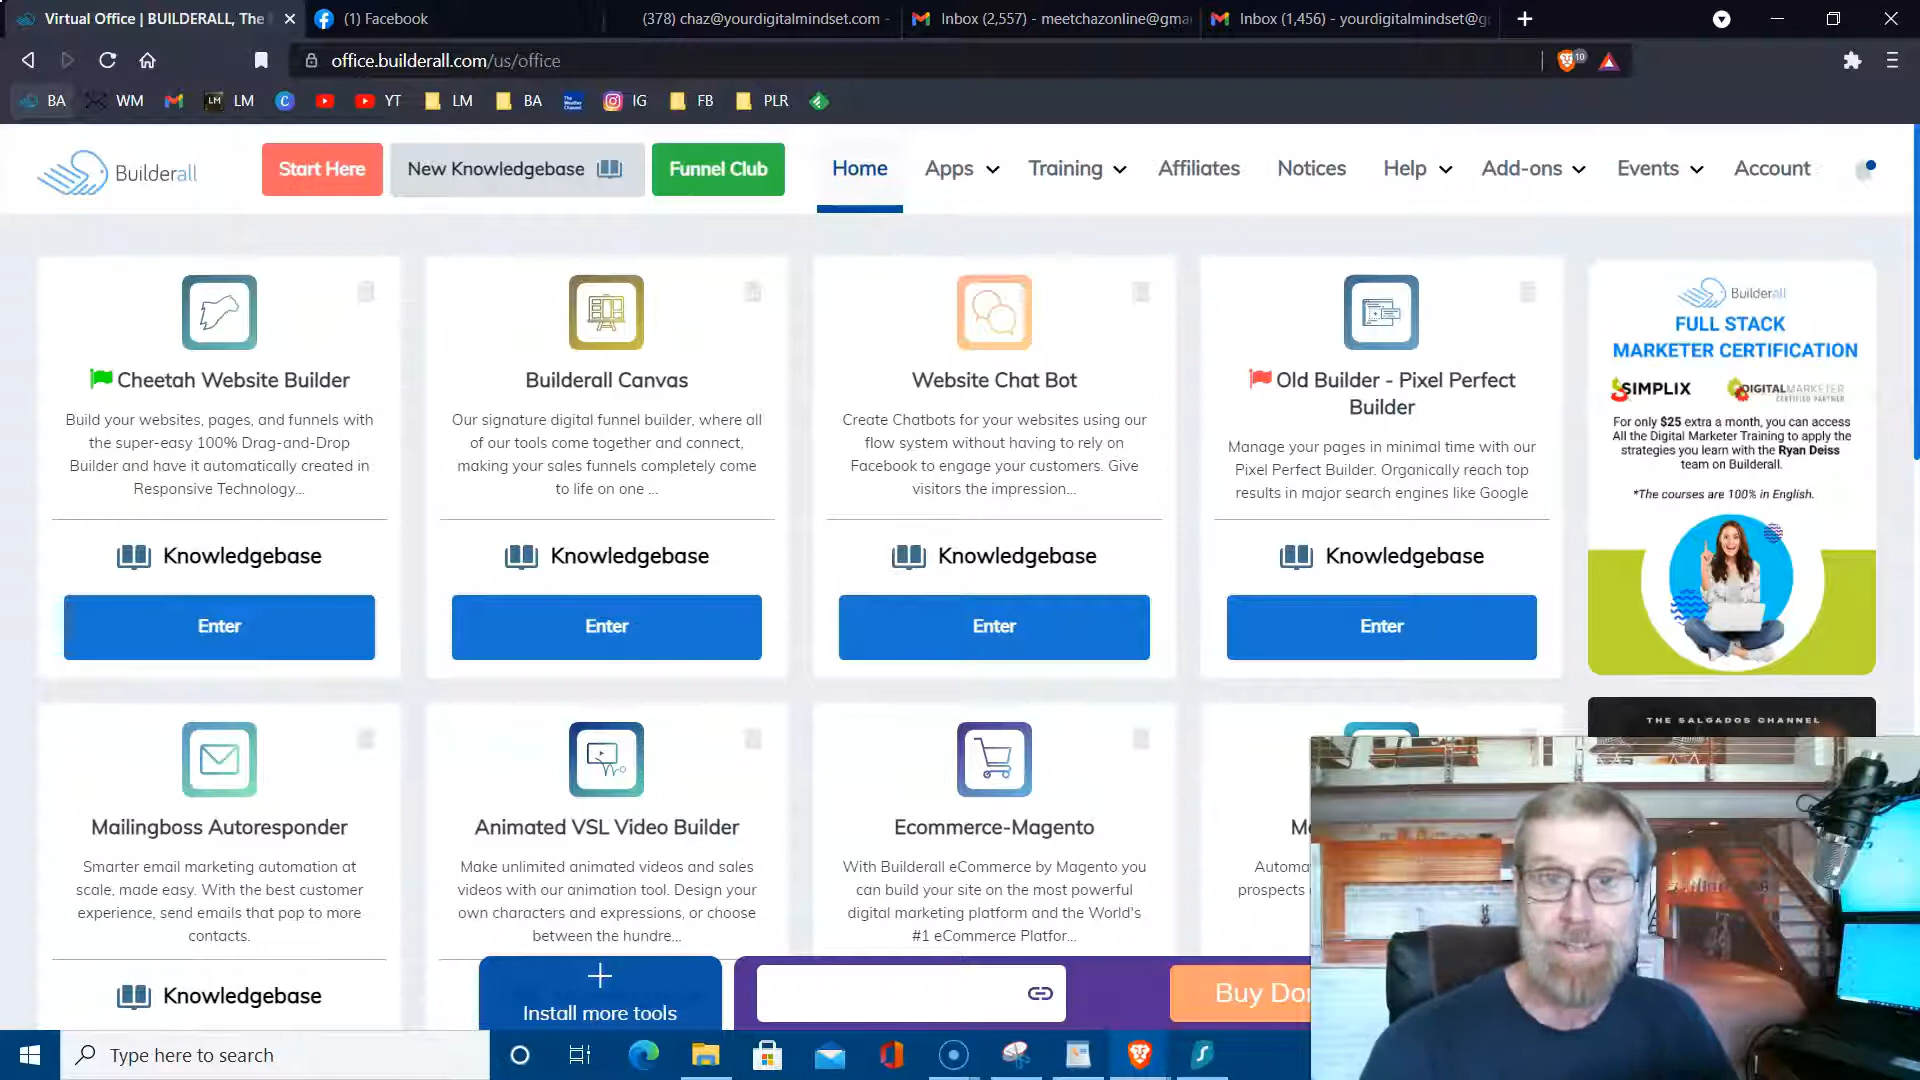 Virtual Office | BUILDERALL, The
(1) Facebook
(378) chaz@yourdigitalmindset.com -
Inbox (2,557) - meetchazonline@gma
Inbox (1,456) - yourdigitalmindset@g
office.builderall.com/us/office
10
BA
WM
LM
LM
YT
LM
BA
IG
FB
PLR
Builderall
Start Here
New Knowledgebase
Funnel Club
Home
Apps
Training
Affiliates
Notices
Help
Add-ons
Events
Account
Cheetah Website Builder
Build your websites, pages, and funnels with
the super-easy 100% Drag-and-Drop
Builder and have it automatically created in
Responsive Technology...
Knowledgebase
Enter
Builderall Canvas
Our signature digital funnel builder, where all
of our tools come together and connect,
making your sales funnels completely come
to life on one ...
Knowledgebase
Enter
Website Chat Bot
Create Chatbots for your websites using our
flow system without having to rely on
Facebook to engage your customers. Give
visitors the impression...
Knowledgebase
Enter
Old Builder - Pixel Perfect
Builder
Manage your pages in minimal time with our
Pixel Perfect Builder. Organically reach top
results in major search engines like Google
Knowledgebase
Enter
Builderall
FULL STACK
MARKETER CERTIFICATION
SIMPLIX
DIGITALMARKETER
CERTIFIED PARTNER
For only $25 extra a month, you can access
All the Digital Marketer Training to apply the
strategies you learn with the Ryan Deiss
team on Builderall.
*The courses are 100% in English.
THE SALGADOS CHANNEL
Mailingboss Autoresponder
Smarter email marketing automation at
scale, made easy. With the best customer
experience, send emails that pop to more
contacts.
Knowledgebase
Animated VSL Video Builder
Make unlimited animated videos and sales
videos with our animation tool. Design your
own characters and expressions, or choose
between the hundre...
Ecommerce-Magento
With Builderall eCommerce by Magento you
can build your site on the most powerful
digital marketing platform and the World's
#1 eCommerce Platfor...
Automa
prospects
Install more tools
Buy Do
Type here to search